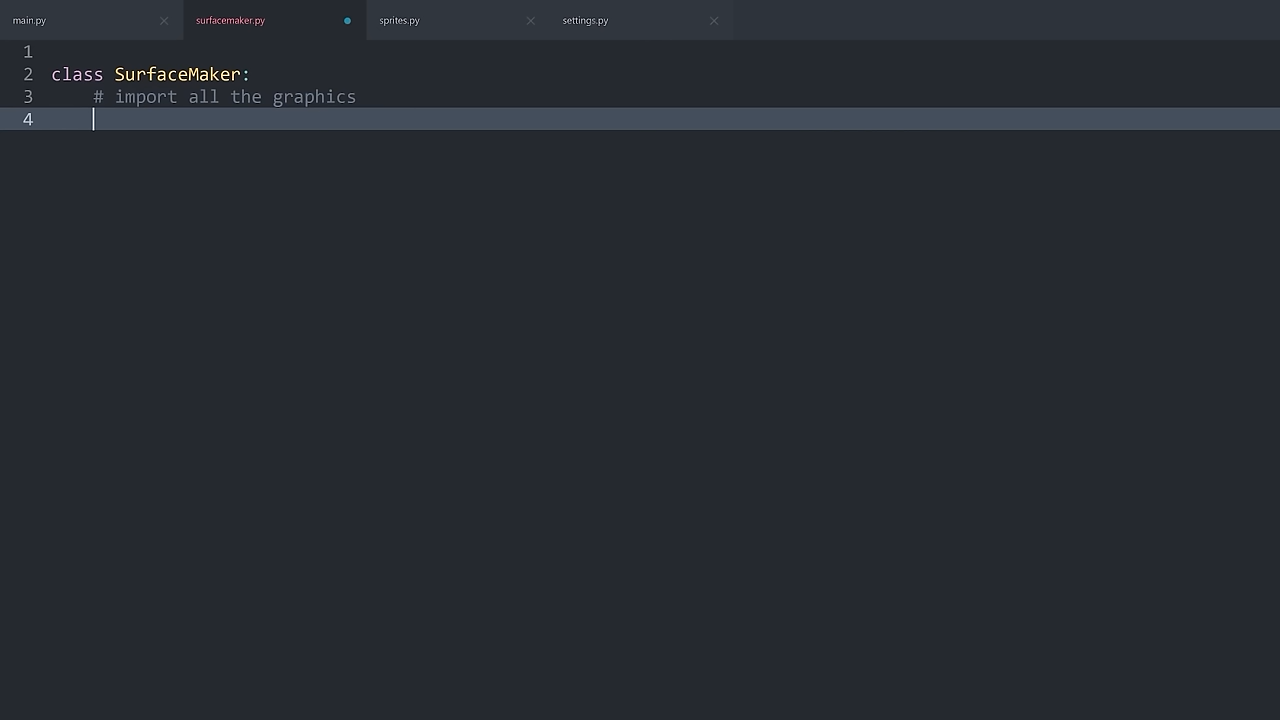 main.py
surfacemaker.py
sprites.py
settings.py
1
2 class SurfaceMaker:
3 # import all the graphics
4